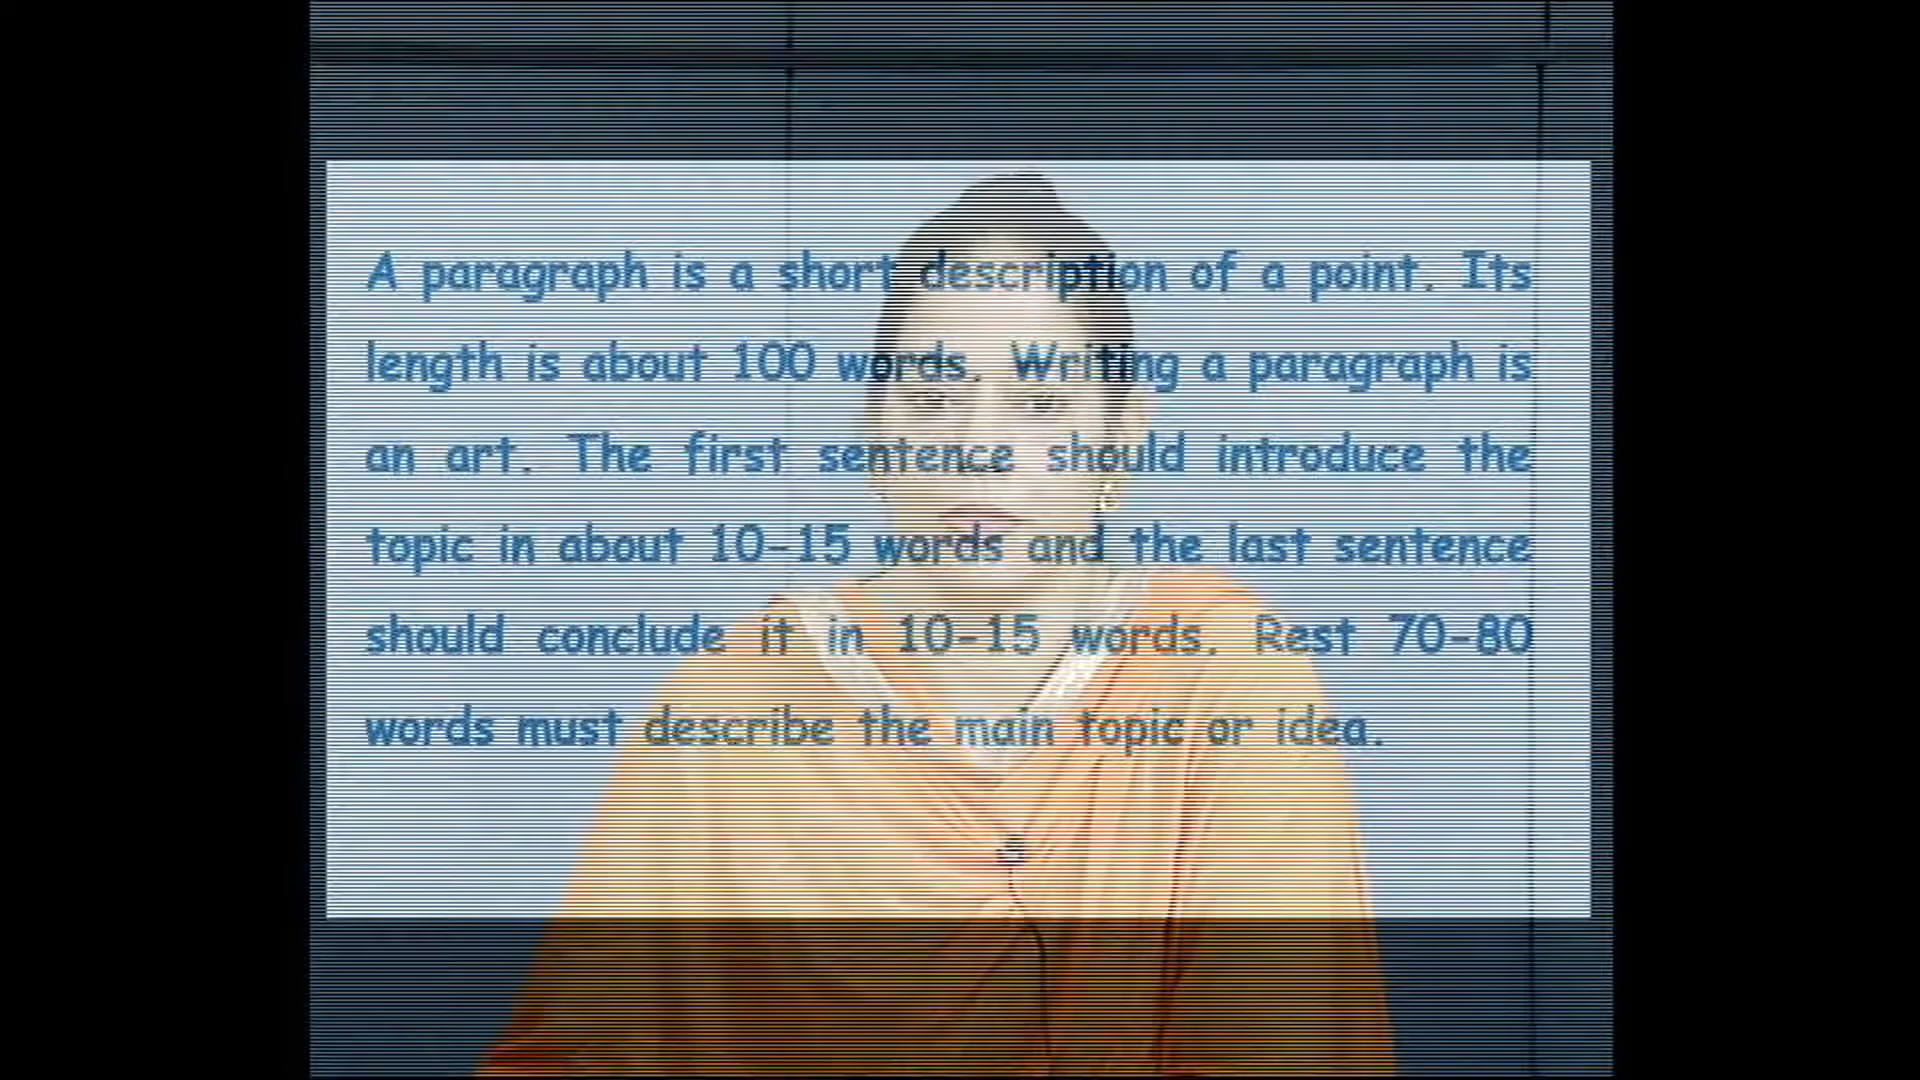 A paragraph is a short description of a point. Its
length is about 100 words. Writing a paragraph is
an art. The first sentence should introduce the
topic in about 10-15 words and the last sentence
should conclude it in 10-15 words. Rest 70-80
words must describe the main topic or idea.